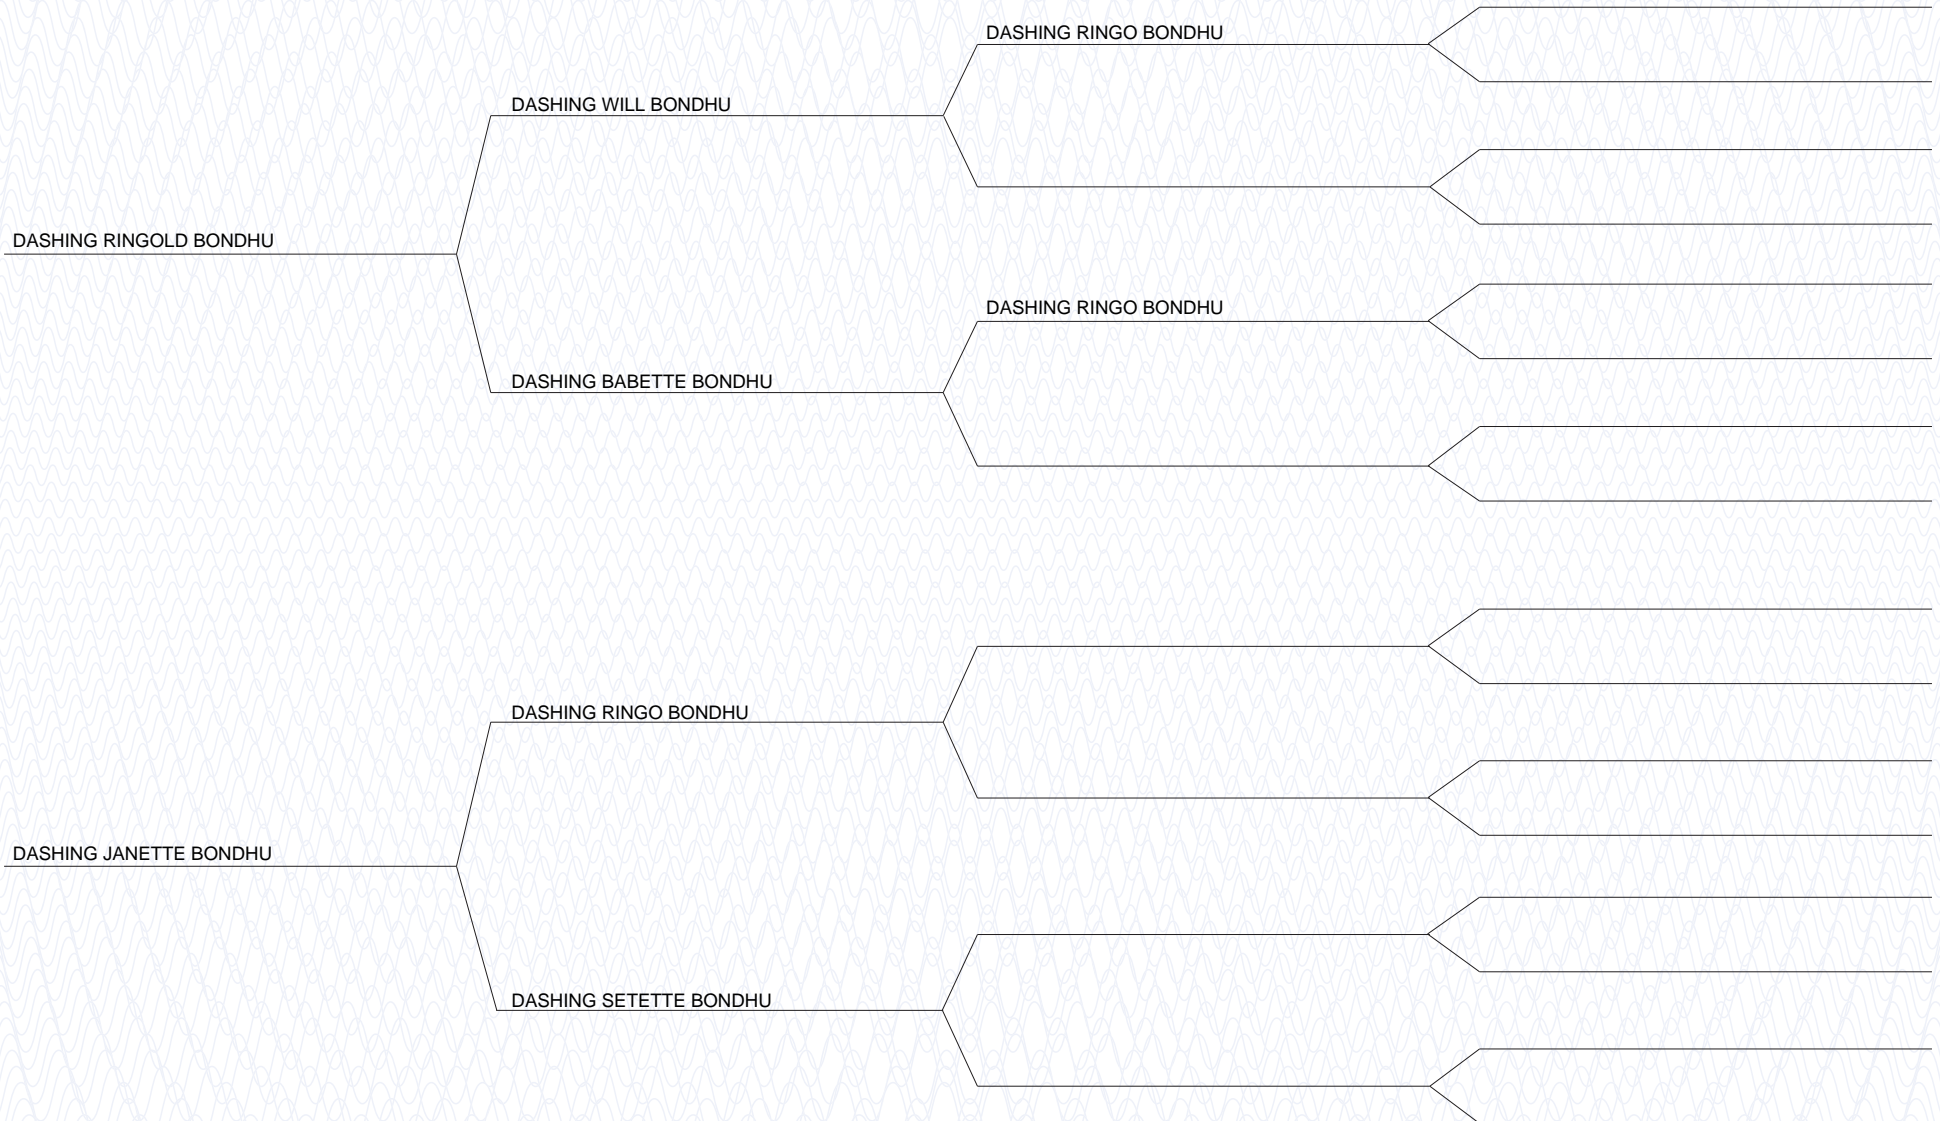 DASHING RINGO BONDHU
DASHING WILL BONDHU
DASHING RINGOLD BONDHU
DASHING RINGO BONDHU
DASHING BABETTE BONDHU
DASHING RINGO BONDHU
DASHING JANETTE BONDHU
DASHING SETETTE BONDHU